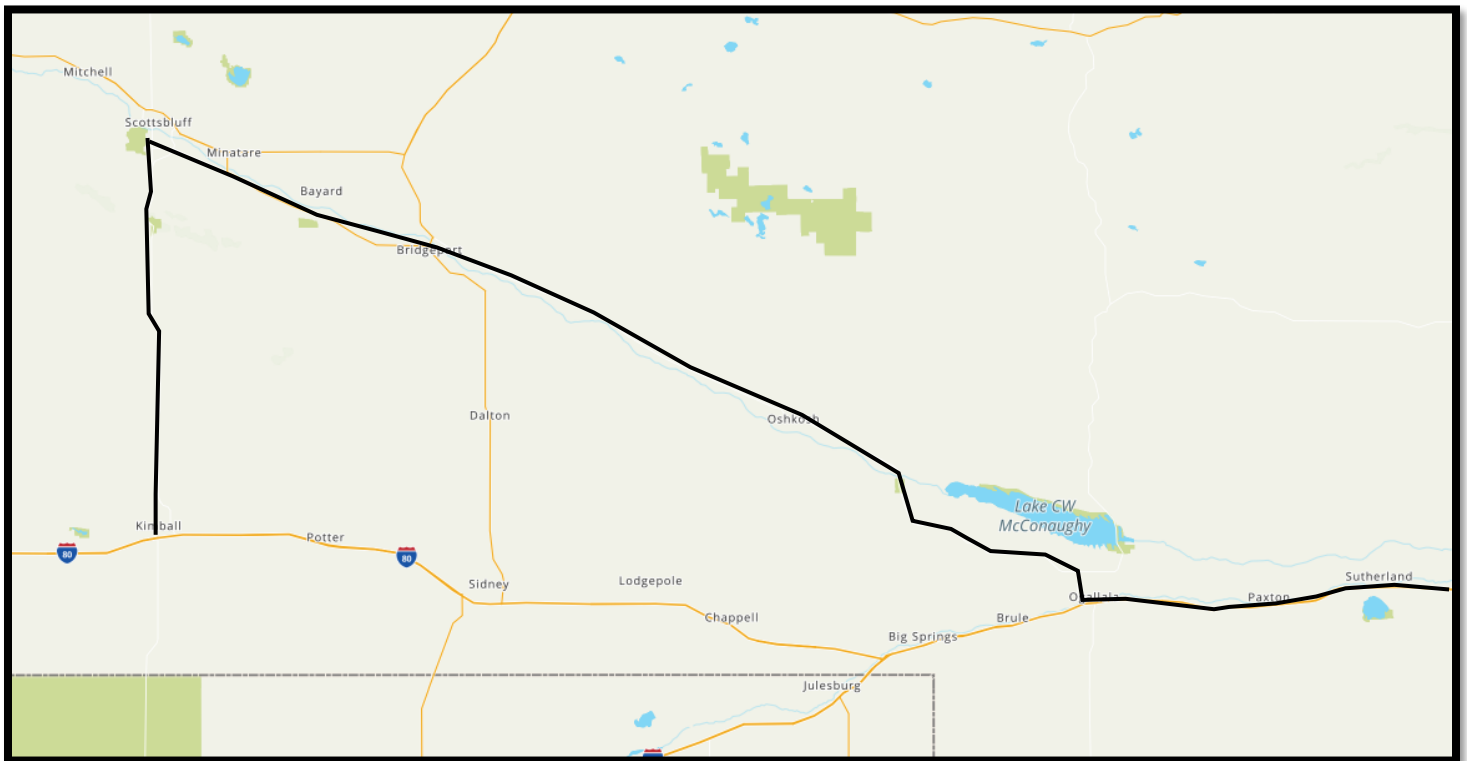 Mitchell
Scottsbluff
Minatare
Bayard
Bridgeport
Dalton
Oshkosh
Lake CW
McConaughy
Kimball
Potter
80
80
Sidney
Lodgepole
Chappell
Sutherland
Paxton
Ogallala
Brule
Big Springs
Julesburg